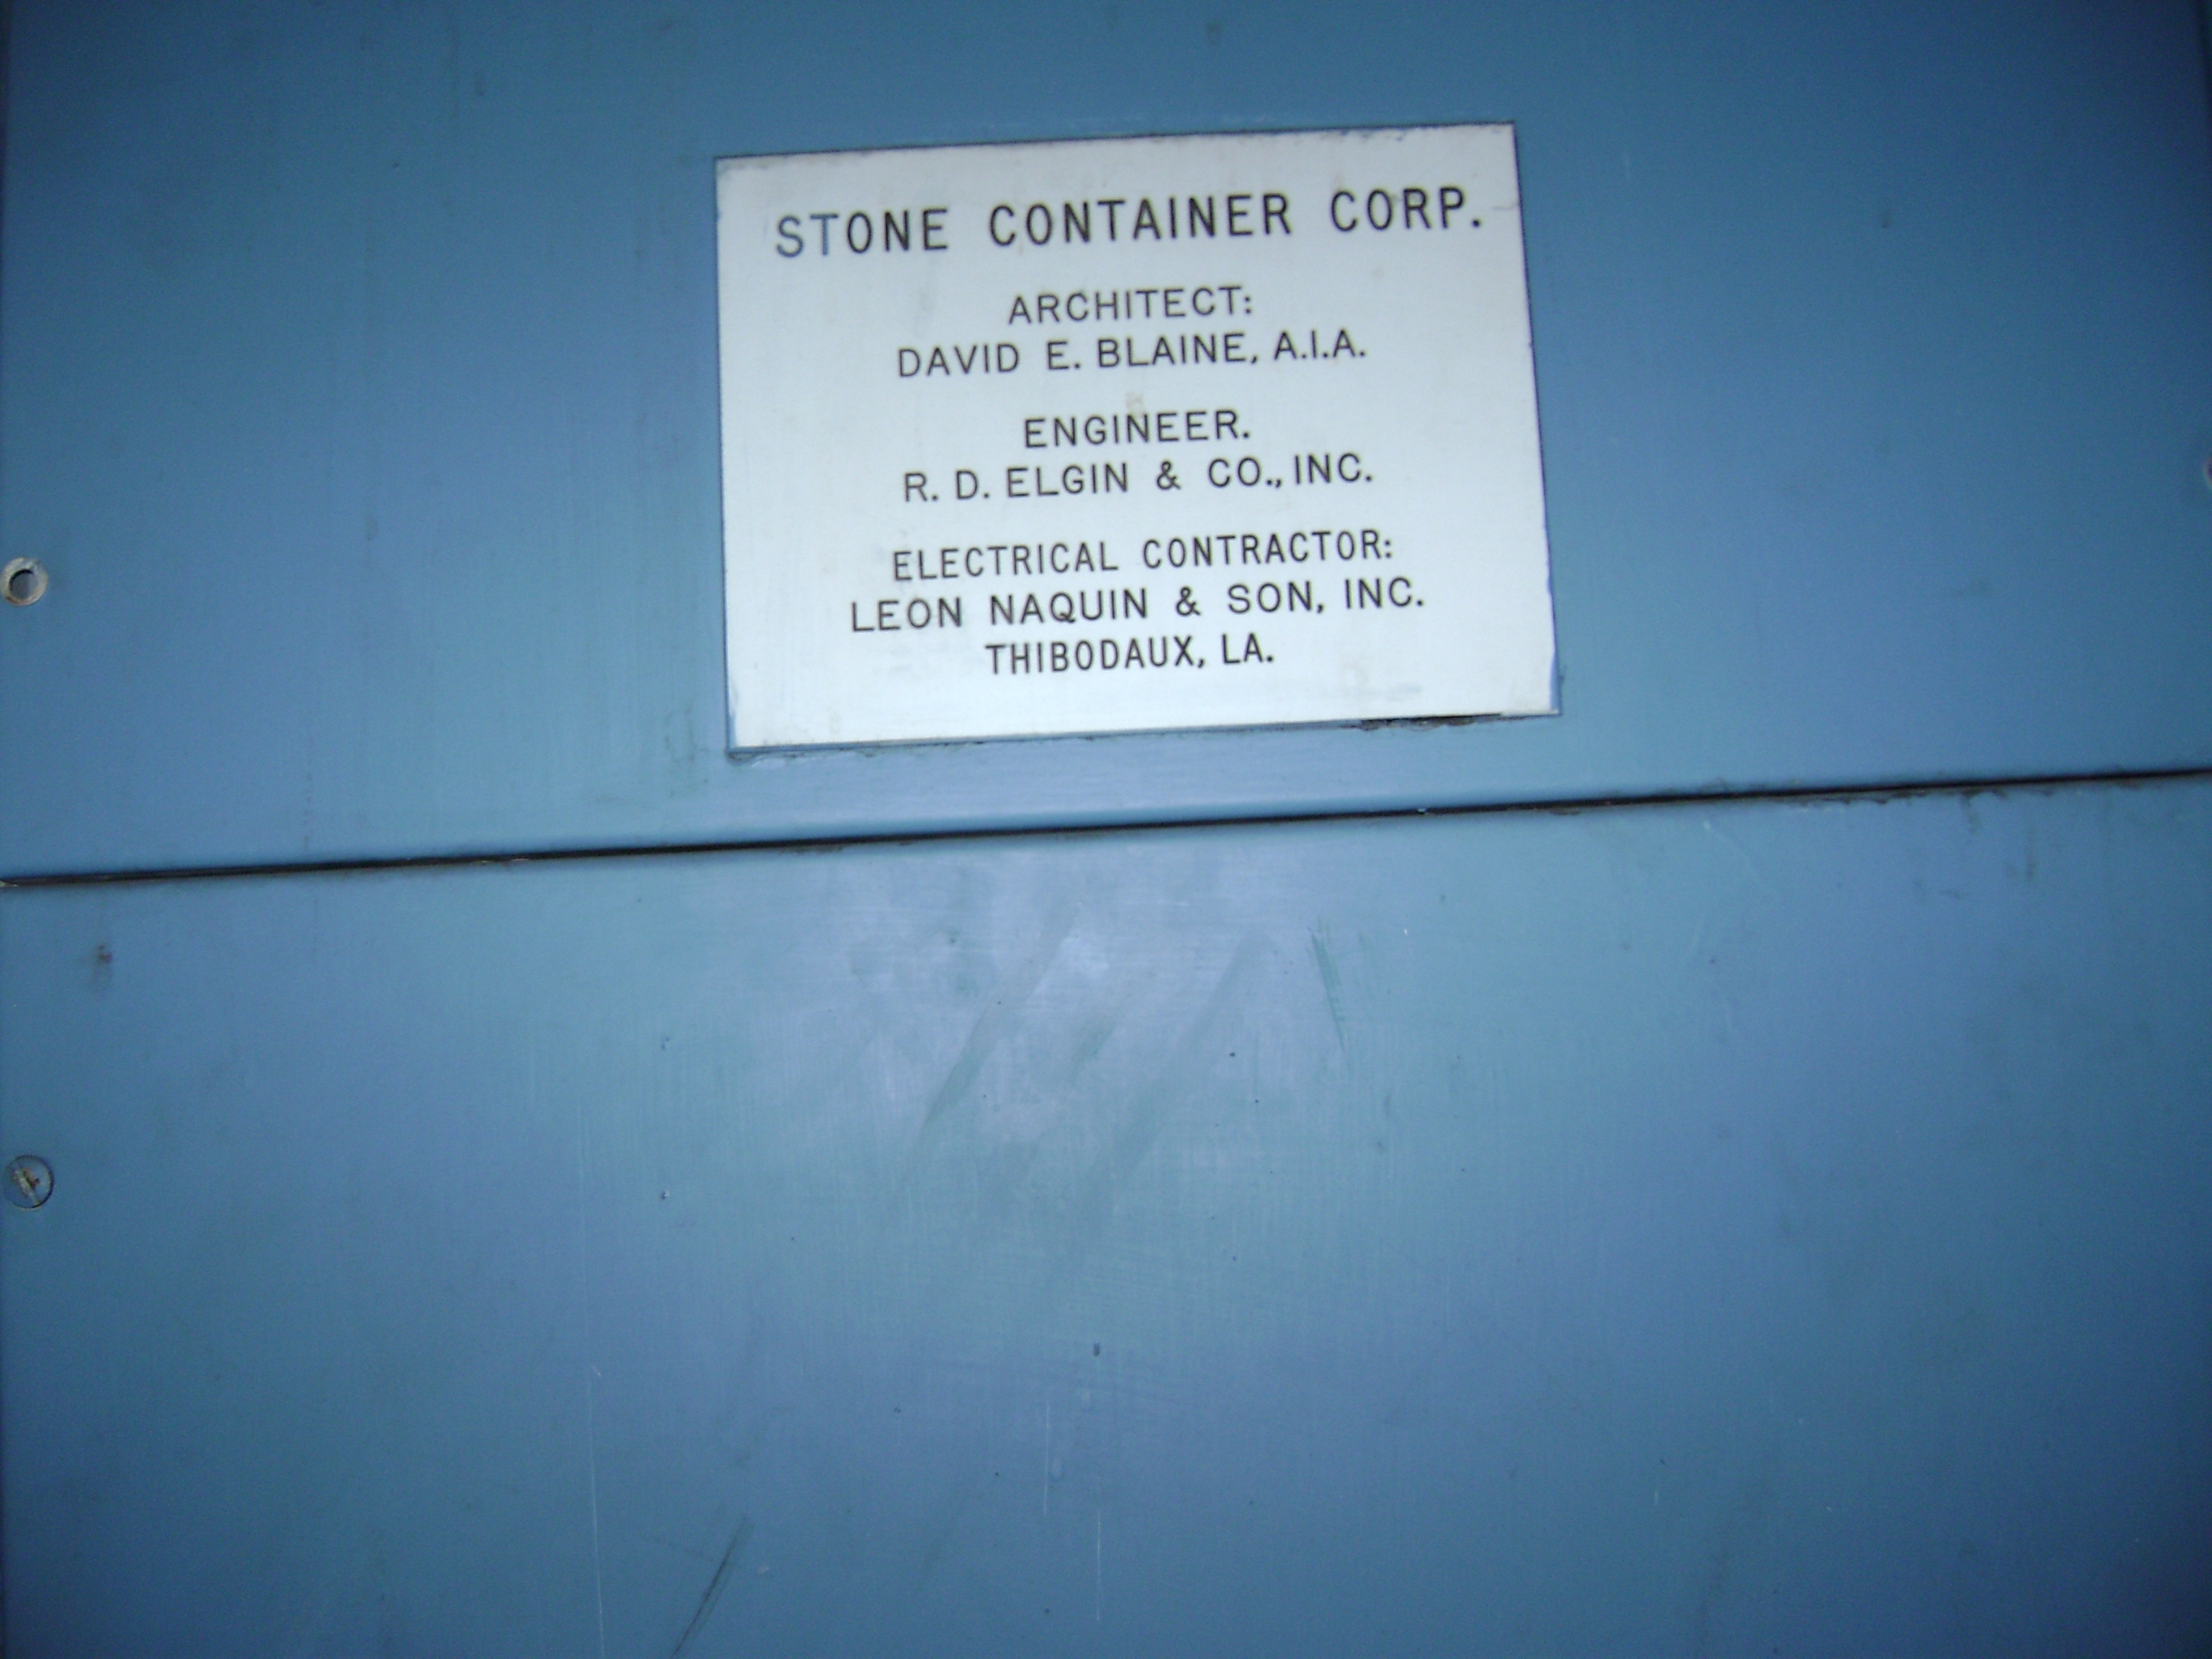 STONE CONTAINER CORP.
ARCHITECT:
DAVID E. BLAINE, A.I.A.
ENGINEER.
R. D. ELGIN & CO., INC.
ELECTRICAL CONTRACTOR:
LEON NAQUIN & SON, INC.
THIBODAUX, LA.